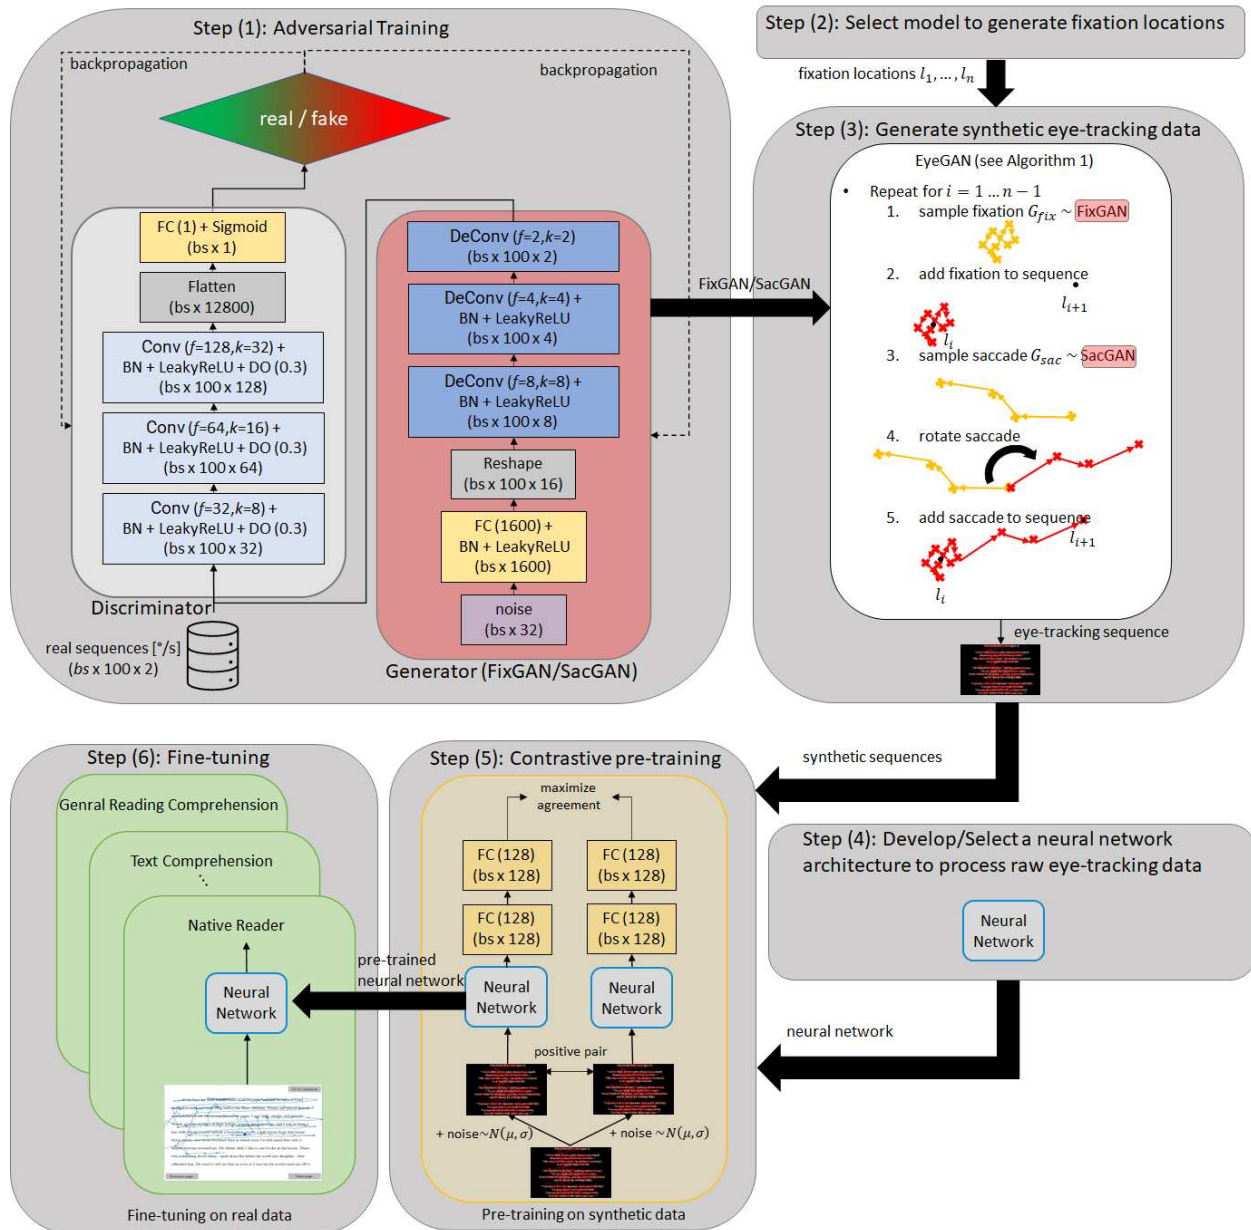 Step (1): Adversarial Training
backpropagation
backpropagation
real / fake
FC (1) + Sigmoid
(bs x 1)
Flatten
(bs x 12800)
Conv (f=128,k=32) +
BN + LeakyReLU + DO (0.3)
(bs x 100 x 128)
Conv (f=64,k=16) +
BN + LeakyReLU + DO (0.3)
(bs x 100 x 64)
Conv (f=32,k=8) +
BN + LeakyReLU + DO (0.3)
(bs x 100 x 32)
Discriminator
real sequences [°/s]
(bs x 100 x 2)
DeConv (f=2,k=2)
(bs x 100 x 2)
DeConv (f=4,k=4) +
BN + LeakyReLU
(bs x 100 x 4)
DeConv (f=8,k=8) +
BN + LeakyReLU
(bs x 100 x 8)
Reshape
(bs x 100 x 16)
FC (1600) +
BN + LeakyReLU
(bs x 1600)
noise
(bs x 32)
Generator (FixGAN/SacGAN)
FixGAN/SacGAN
Step (2): Select model to generate fixation locations
fixation locations l₁, ..., lₙ
Step (3): Generate synthetic eye-tracking data
EyeGAN (see Algorithm 1)
• Repeat for i = 1 ... n − 1
1. sample fixation G_fix ~ FixGAN
2. add fixation to sequence
l_{i+1}
l_i
3. sample saccade G_sac ~ SacGAN
4. rotate saccade
5. add saccade to sequence
l_{i+1}
l_i
eye-tracking sequence
synthetic sequences
Step (4): Develop/Select a neural network
architecture to process raw eye-tracking data
Neural
Network
neural network
Step (5): Contrastive pre-training
maximize
agreement
FC (128)
(bs x 128)
FC (128)
(bs x 128)
FC (128)
(bs x 128)
FC (128)
(bs x 128)
Neural
Network
Neural
Network
positive pair
+ noise~N(μ, σ)
+ noise ~N(μ, σ)
Pre-training on synthetic data
pre-trained
neural network
Step (6): Fine-tuning
Genral Reading Comprehension
Text Comprehension
Native Reader
Neural
Network
Fine-tuning on real data